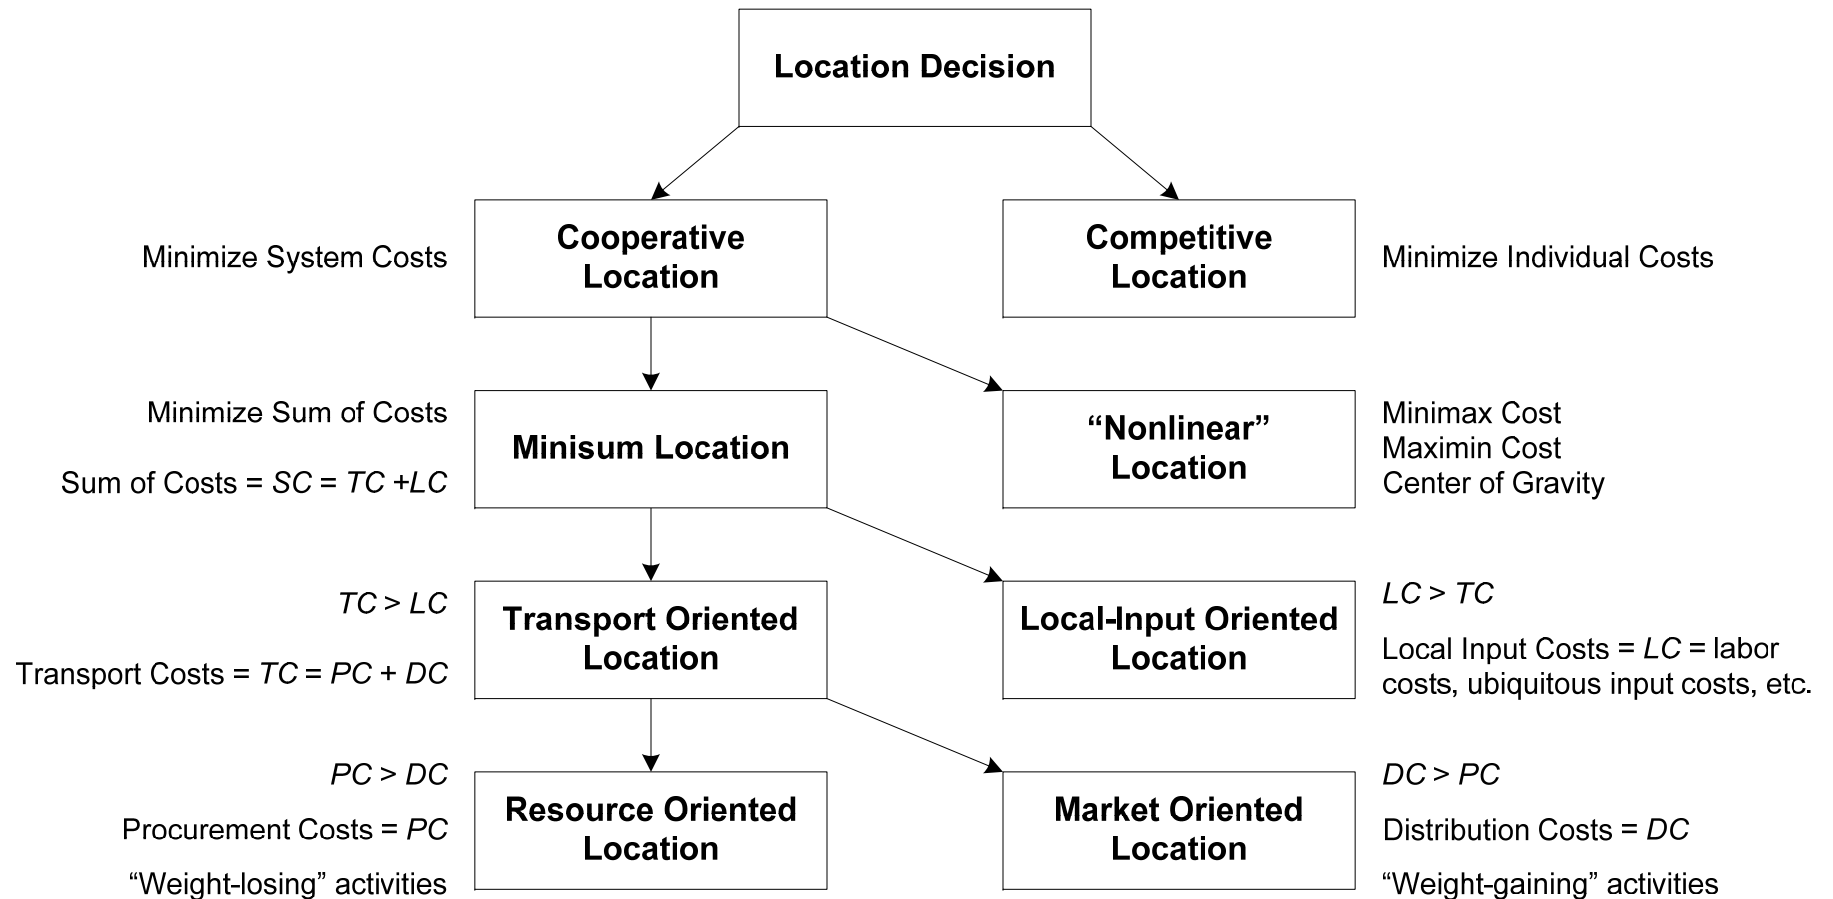 Location Decision
Minimize System Costs
Cooperative
Location
Competitive
Location
Minimize Individual Costs
Minimize Sum of Costs
Sum of Costs = SC = TC +LC
Minisum Location
“Nonlinear”
Location
Minimax Cost
Maximin Cost
Center of Gravity
TC > LC
Transport Costs = TC = PC + DC
Transport Oriented
Location
Local-Input Oriented
Location
LC > TC
Local Input Costs = LC = labor
costs, ubiquitous input costs, etc.
PC > DC
Procurement Costs = PC
“Weight-losing” activities
Resource Oriented
Location
Market Oriented
Location
DC > PC
Distribution Costs = DC
“Weight-gaining” activities